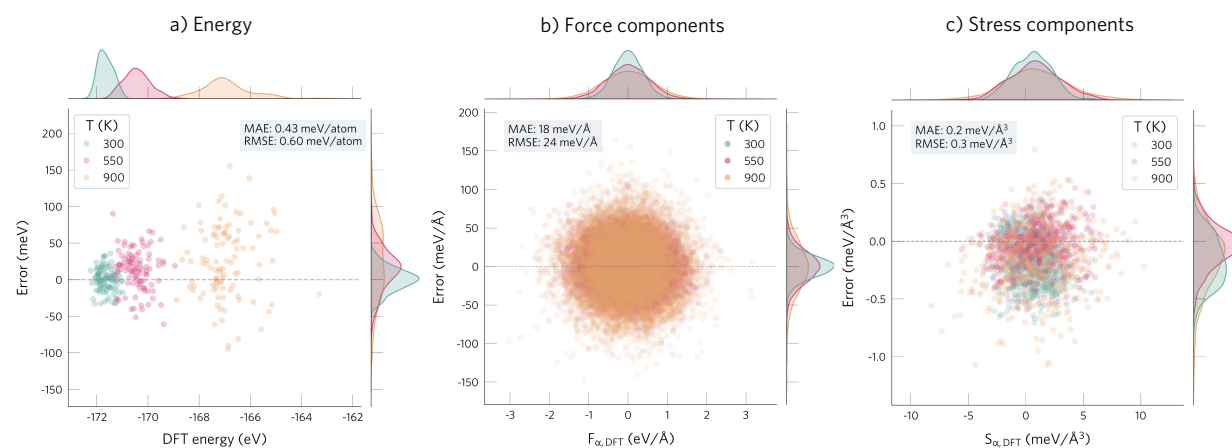 a) Energy
b) Force components
c) Stress components
T (K)
300
550
900
MAE: 0.43 meV/atom
RMSE: 0.60 meV/atom
200
150
100
50
0
-50
-100
-150
Error (meV)
-172
-170
-168
-166
-164
-162
DFT energy (eV)
MAE: 18 meV/Å
RMSE: 24 meV/Å
T (K)
300
550
900
200
150
100
50
0
-50
-100
-150
Error (meV/Å)
-3
-2
-1
0
1
2
3
Fα,DFT (eV/Å)
MAE: 0.2 meV/Å³
RMSE: 0.3 meV/Å³
T (K)
300
550
900
1.0
0.5
0.0
-0.5
-1.0
Error (meV/Å³)
-10
-5
0
5
10
Sα,DFT (meV/Å³)